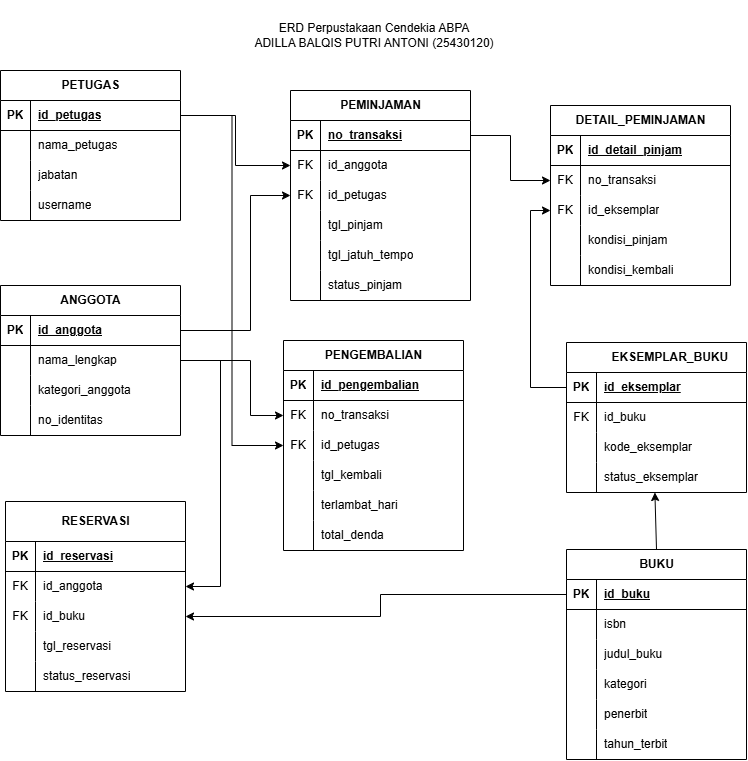 ERD Perpustakaan Cendekia ABPA
ADILLA BALQIS PUTRI ANTONI (25430120)
PETUGAS
PK id_petugas
nama_petugas
jabatan
username
PEMINJAMAN
PK no_transaksi
FK id_anggota
FK id_petugas
tgl_pinjam
tgl_jatuh_tempo
status_pinjam
DETAIL_PEMINJAMAN
PK id_detail_pinjam
FK no_transaksi
FK id_eksemplar
kondisi_pinjam
kondisi_kembali
ANGGOTA
PK id_anggota
nama_lengkap
kategori_anggota
no_identitas
PENGEMBALIAN
PK id_pengembalian
FK no_transaksi
FK id_petugas
tgl_kembali
terlambat_hari
total_denda
EKSEMPLAR_BUKU
PK id_eksemplar
FK id_buku
kode_eksemplar
status_eksemplar
RESERVASI
PK id_reservasi
FK id_anggota
FK id_buku
tgl_reservasi
status_reservasi
BUKU
PK id_buku
isbn
judul_buku
kategori
penerbit
tahun_terbit